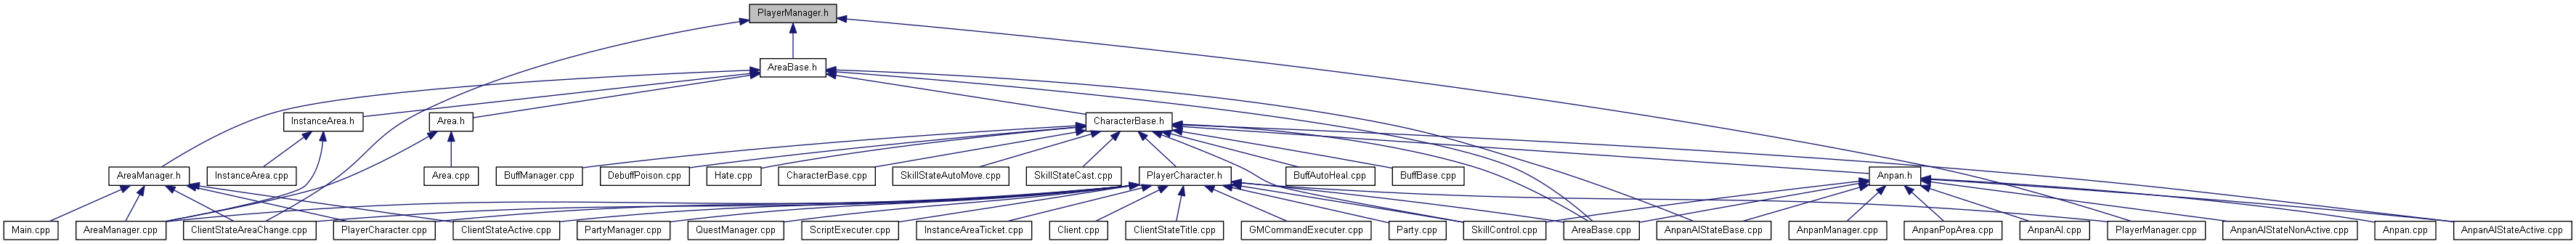 PlayerManager.h
AreaBase.h
InstanceArea.h
Area.h
CharacterBase.h
AreaManager.h
InstanceArea.cpp
Area.cpp
BuffManager.cpp
DebuffPoison.cpp
Hate.cpp
CharacterBase.cpp
SkillStateAutoMove.cpp
SkillStateCast.cpp
PlayerCharacter.h
BuffAutoHeal.cpp
BuffBase.cpp
Anpan.h
Main.cpp
AreaManager.cpp
ClientStateAreaChange.cpp
PlayerCharacter.cpp
ClientStateActive.cpp
PartyManager.cpp
QuestManager.cpp
ScriptExecuter.cpp
InstanceAreaTicket.cpp
Client.cpp
ClientStateTitle.cpp
GMCommandExecuter.cpp
Party.cpp
SkillControl.cpp
AreaBase.cpp
AnpanAIStateBase.cpp
AnpanManager.cpp
AnpanPopArea.cpp
AnpanAI.cpp
PlayerManager.cpp
AnpanAIStateNonActive.cpp
Anpan.cpp
AnpanAIStateActive.cpp